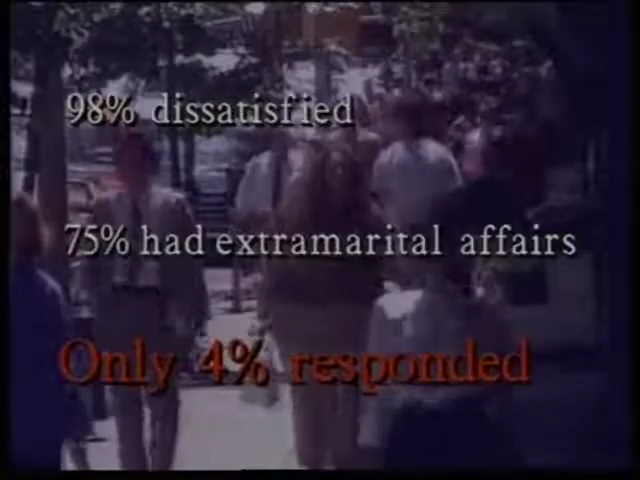 98% dissatisfied
75% had extramarital affairs
Only 4% responded